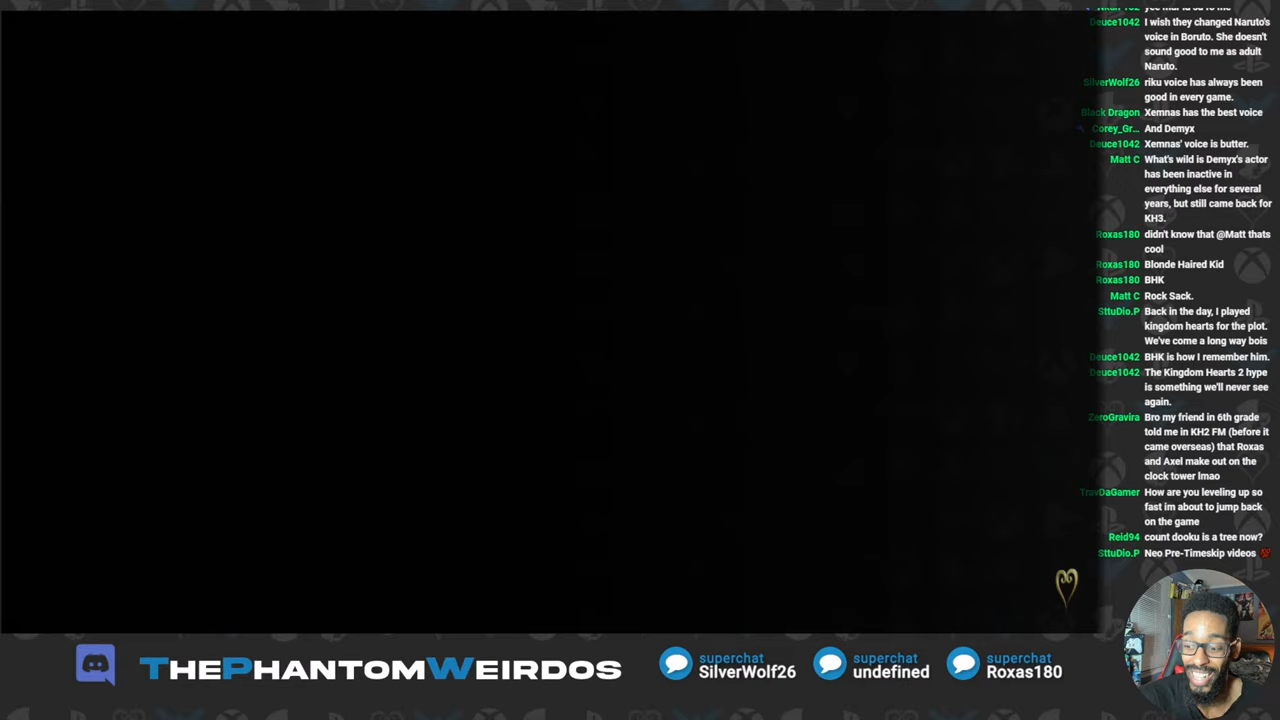 Deuce1042 I wish they changed Naruto's
voice in Boruto. She doesn't
sound good to me as adult
Naruto.
SilverWolf26 riku voice has always been
good in every game.
Black Dragon Xemnas has the best voice
Corey_Gr... And Demyx
Deuce1042 Xemnas' voice is butter.
Matt C What's wild is Demyx's actor
has been inactive in
everything else for several
years, but still came back for
KH3.
Roxas180 didn't know that @Matt thats
cool
Roxas180 Blonde Haired Kid
Roxas180 BHK
Matt C Rock Sack.
SttuDio.P Back in the day, I played
kingdom hearts for the plot.
We've come a long way bois
Deuce1042 BHK is how I remember him.
Deuce1042 The Kingdom Hearts 2 hype
is something we'll never see
again.
ZeroGravira Bro my friend in 6th grade
told me in KH2 FM (before it
came overseas) that Roxas
and Axel make out on the
clock tower lmao
TravDaGamer How are you leveling up so
fast im about to jump back
on the game
Reid94 count dooku is a tree now?
SttuDio.P Neo Pre-Timeskip videos 💯
THEPHANTOMWEIRDOS
superchat
SilverWolf26
superchat
undefined
superchat
Roxas180